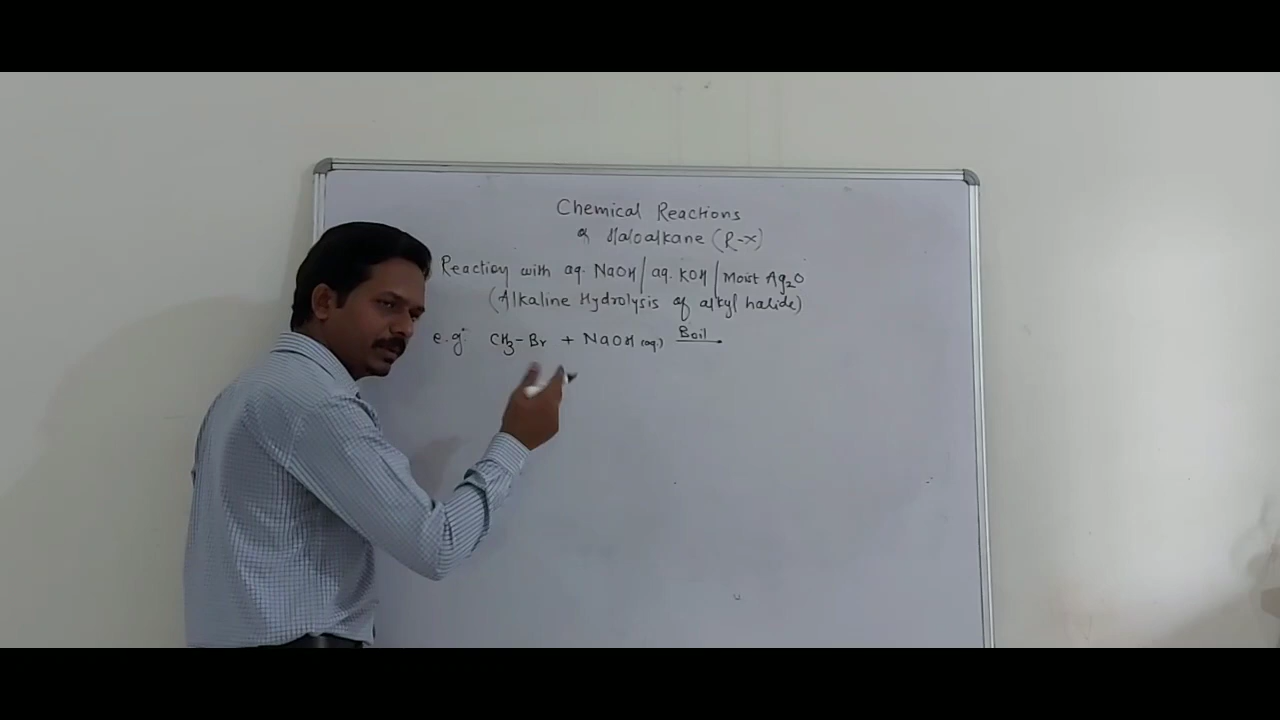 Chemical Reactions
of Haloalkane (R-X)
Reaction with aq. NaOH/aq. KOH/Moist Ag₂O
(Alkaline Hydrolysis of alkyl halide)
e.g. CH₃-Br + NaOH (aq.) Boil →